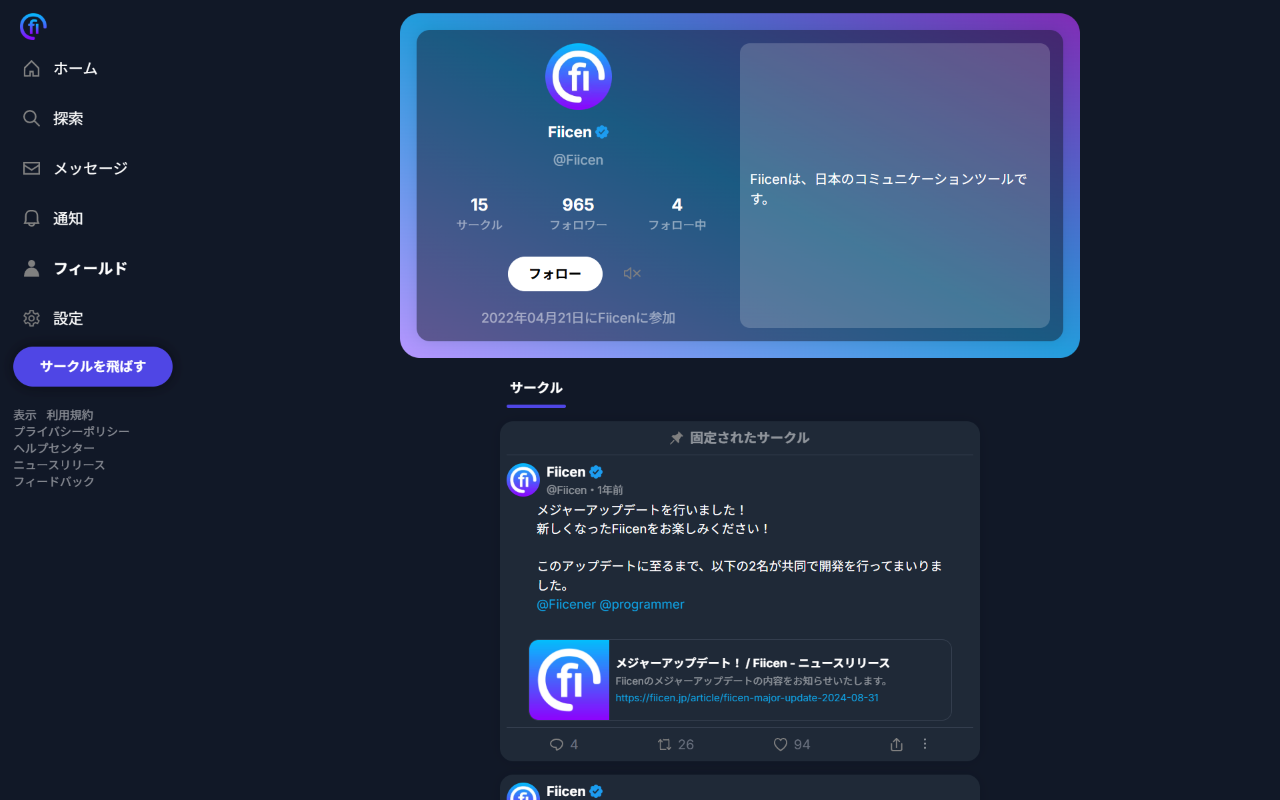 fi
ホーム
探索
メッセージ
通知
フィールド
設定
サークルを飛ばす
表示 利用規約
プライバシーポリシー
ヘルプセンター
ニュースリリース
フィードバック
fi
Fiicen
@Fiicen
15 965 4
サークル フォロワー フォロー中
フォロー
2022年04月21日にFiicenに参加
Fiicenは、日本のコミュニケーションツールで
す。
サークル
固定されたサークル
fi
Fiicen
@Fiicen・1年前
メジャーアップデートを行いました！
新しくなったFiicenをお楽しみください！
このアップデートに至るまで、以下の2名が共同で開発を行ってまいりま
した。
@Fiicener @programmer
fi
メジャーアップデート！ / Fiicen - ニュースリリース
Fiicenのメジャーアップデートの内容をお知らせいたします。
https://fiicen.jp/article/fiicen-major-update-2024-08-31
4 26 94
fi
Fiicen